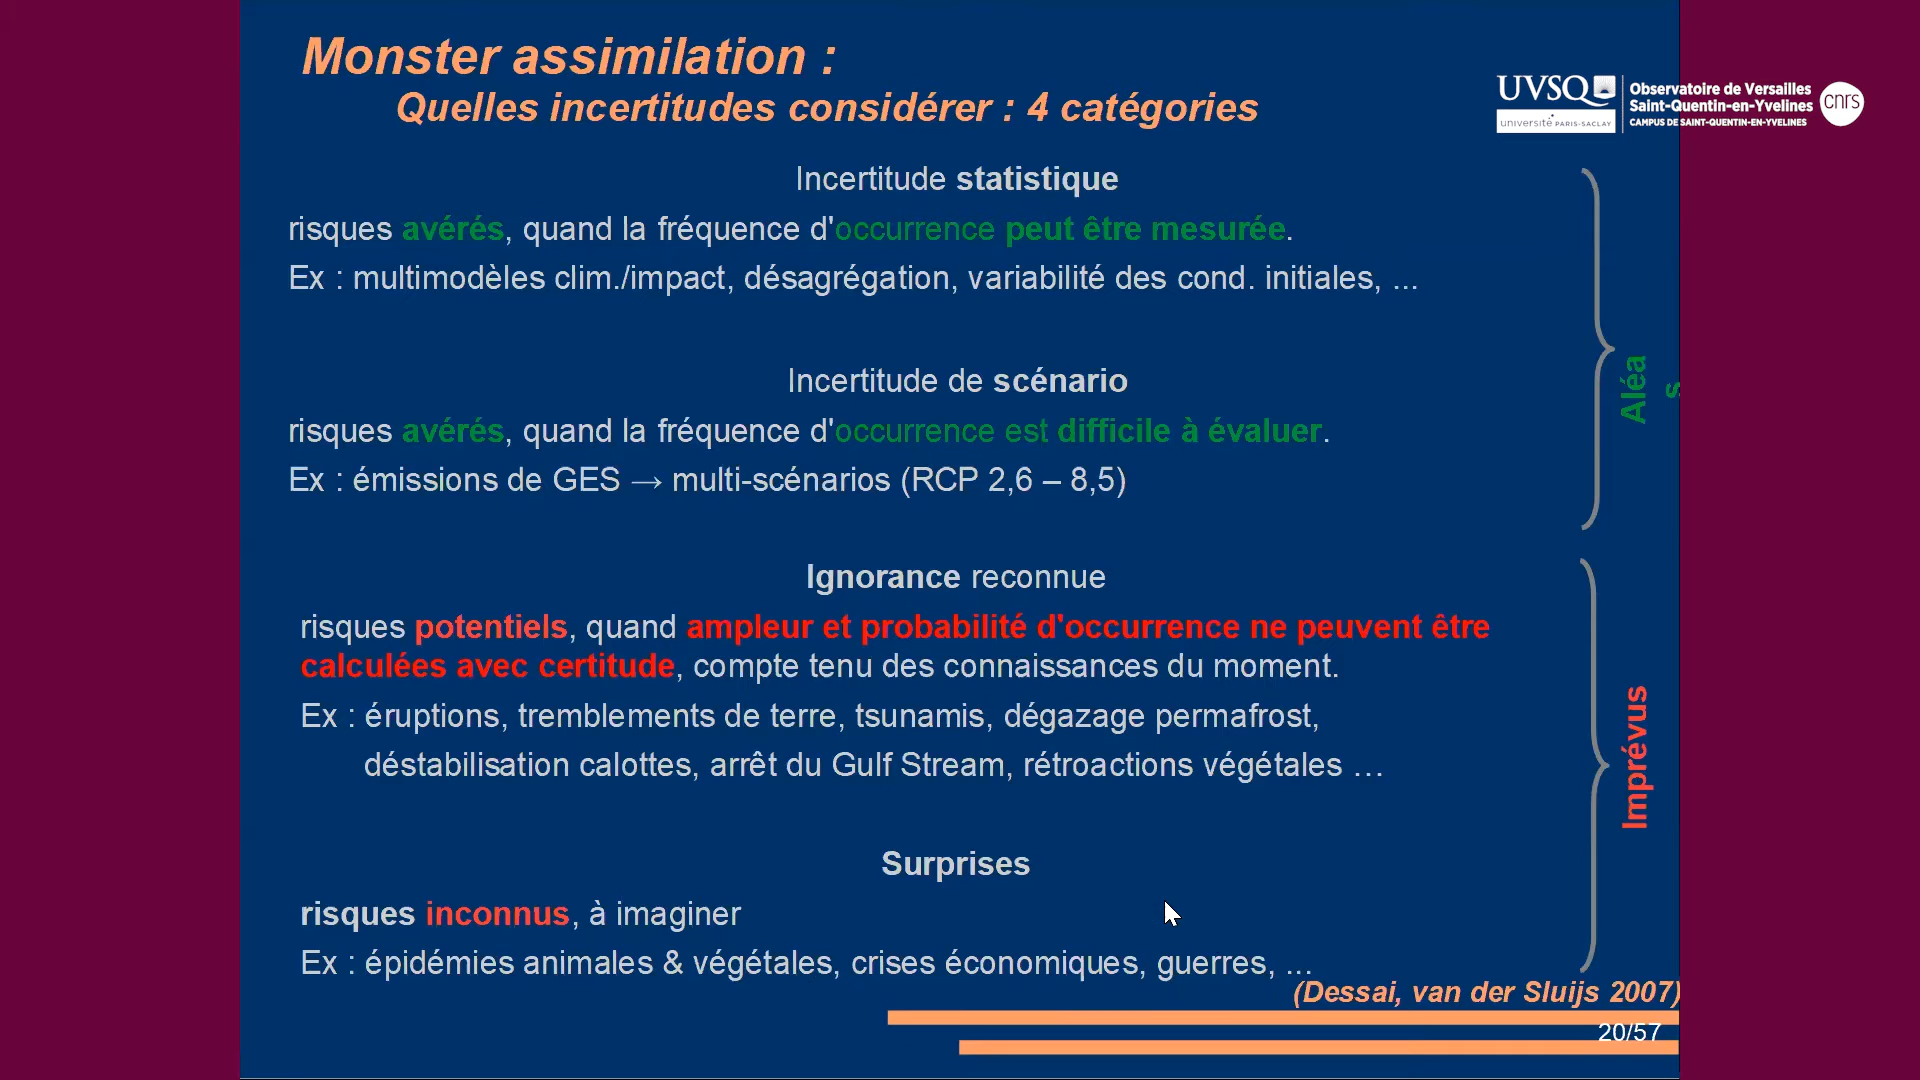 Monster assimilation :
Quelles incertitudes considérer : 4 catégories
UVSQ
université PARIS-SACLAY
Observatoire de Versailles
Saint-Quentin-en-Yvelines
CAMPUS DE SAINT-QUENTIN-EN-YVELINES
cnrs
Incertitude statistique
risques avérés, quand la fréquence d'occurrence peut être mesurée.
Ex : multimodèles clim./impact, désagrégation, variabilité des cond. initiales, ...
Incertitude de scénario
risques avérés, quand la fréquence d'occurrence est difficile à évaluer.
Ex : émissions de GES → multi-scénarios (RCP 2,6 – 8,5)
Aléa
s
Ignorance reconnue
risques potentiels, quand ampleur et probabilité d'occurrence ne peuvent être
calculées avec certitude, compte tenu des connaissances du moment.
Ex : éruptions, tremblements de terre, tsunamis, dégazage permafrost,
déstabilisation calottes, arrêt du Gulf Stream, rétroactions végétales …
Surprises
risques inconnus, à imaginer
Ex : épidémies animales & végétales, crises économiques, guerres, ...
Imprévus
(Dessai, van der Sluijs 2007)
20/57